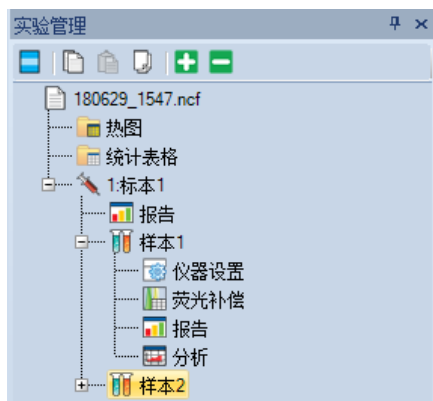 实验管理
180629_1547.ncf
热图
统计表格
1:标本1
报告
样本1
仪器设置
荧光补偿
报告
分析
样本2